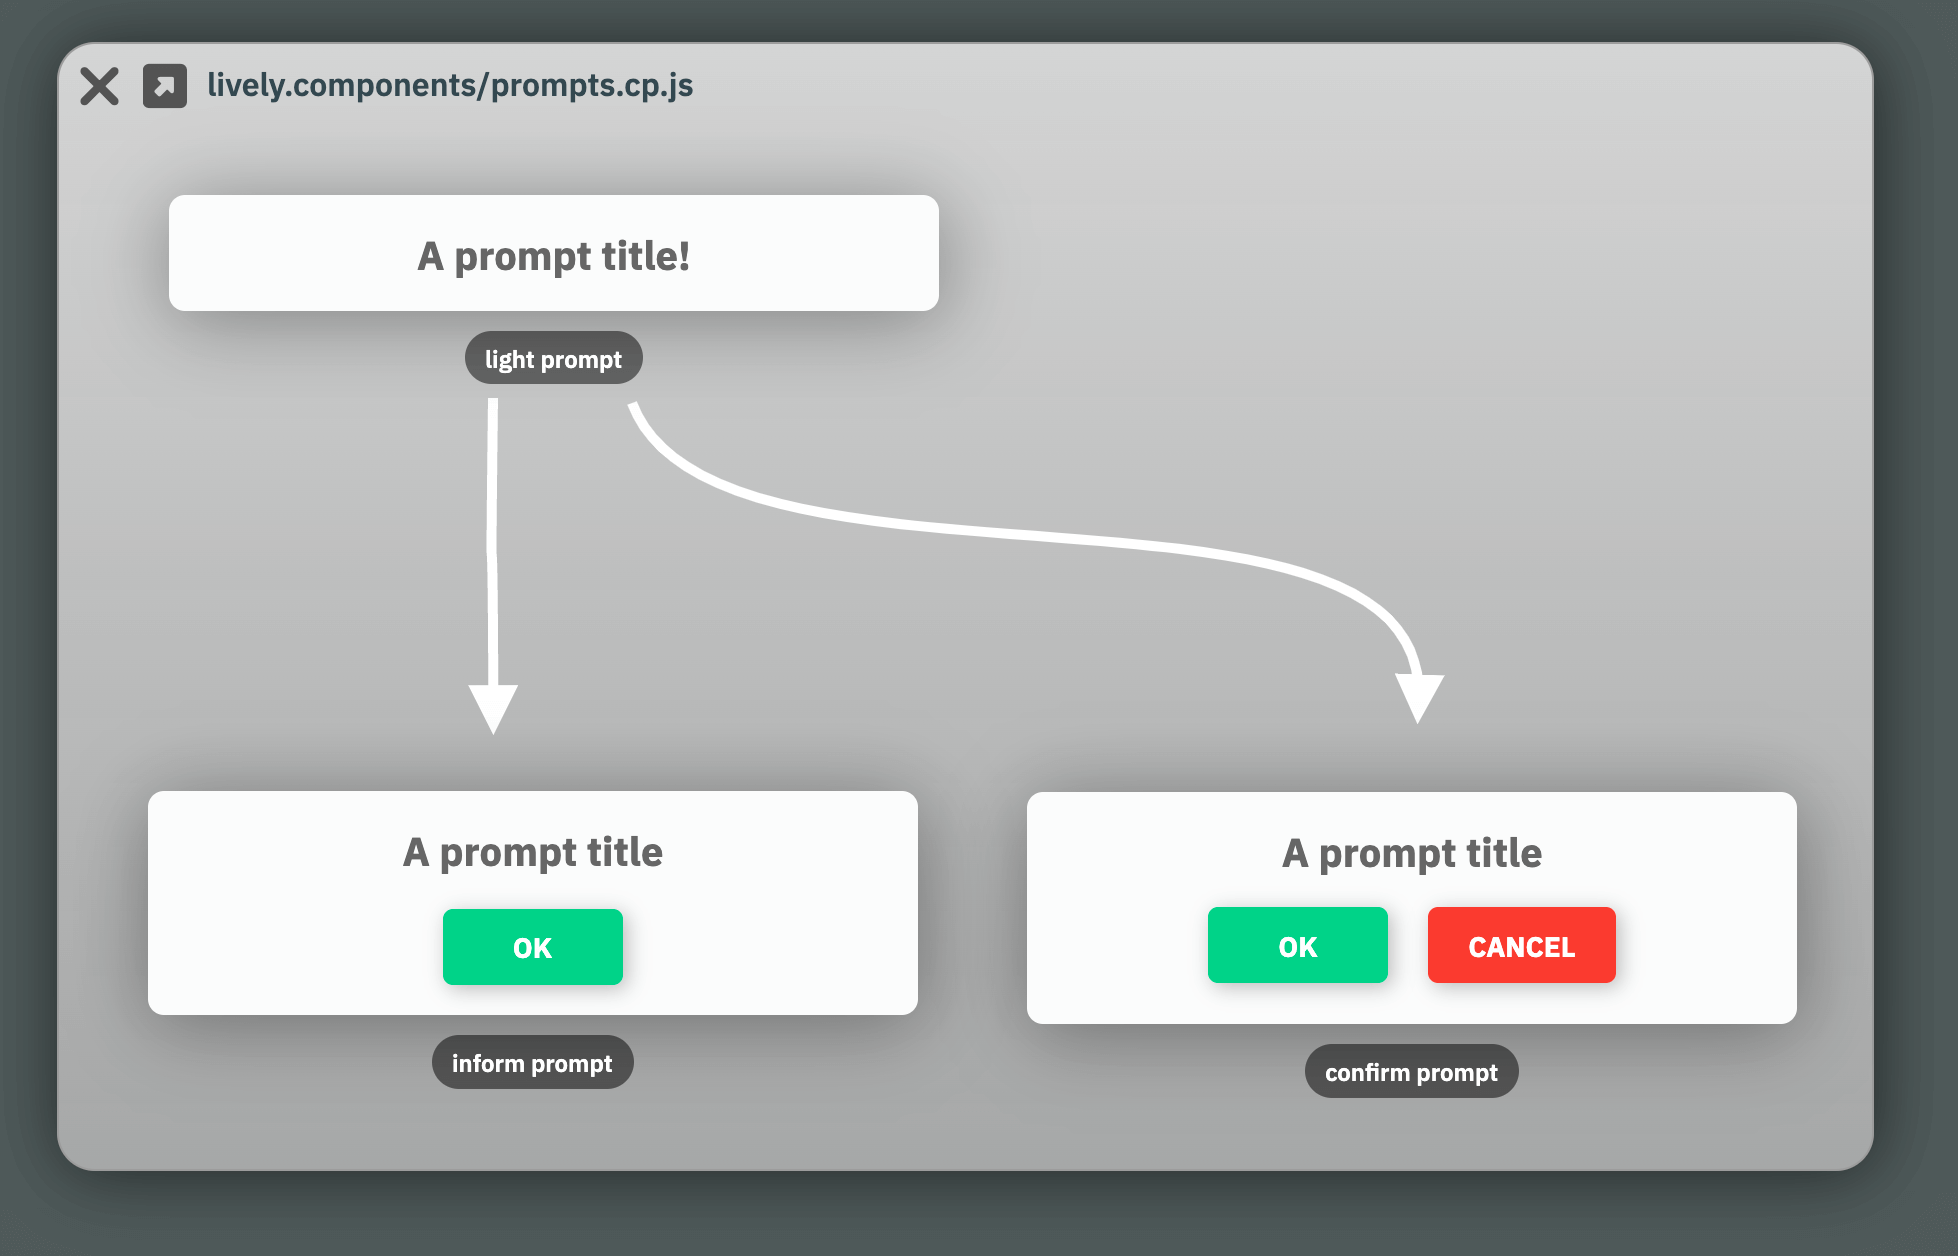 lively.components/prompts.cp.js
A prompt title!
light prompt
A prompt title
OK
inform prompt
A prompt title
OK CANCEL
confirm prompt